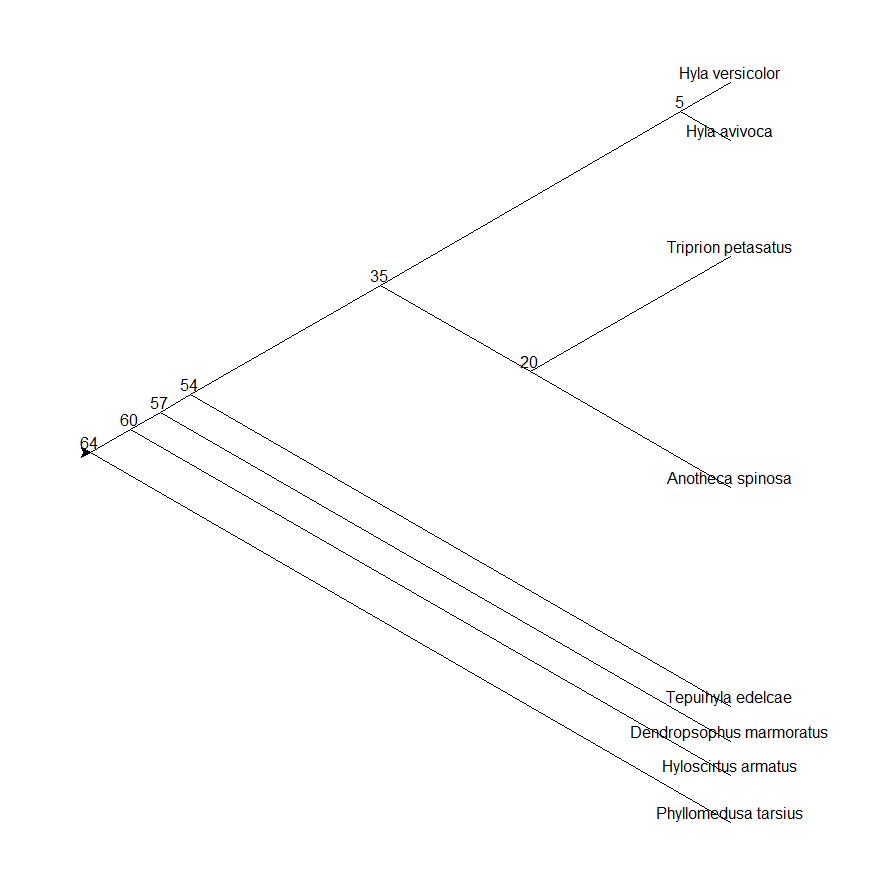 Hyla versicolor
5
Hyla avivoca
Triprion petasatus
35
20
54
57
60
64
Anotheca spinosa
Tepuihyla edelcae
Dendropsophus marmoratus
Hyloscirtus armatus
Phyllomedusa tarsius